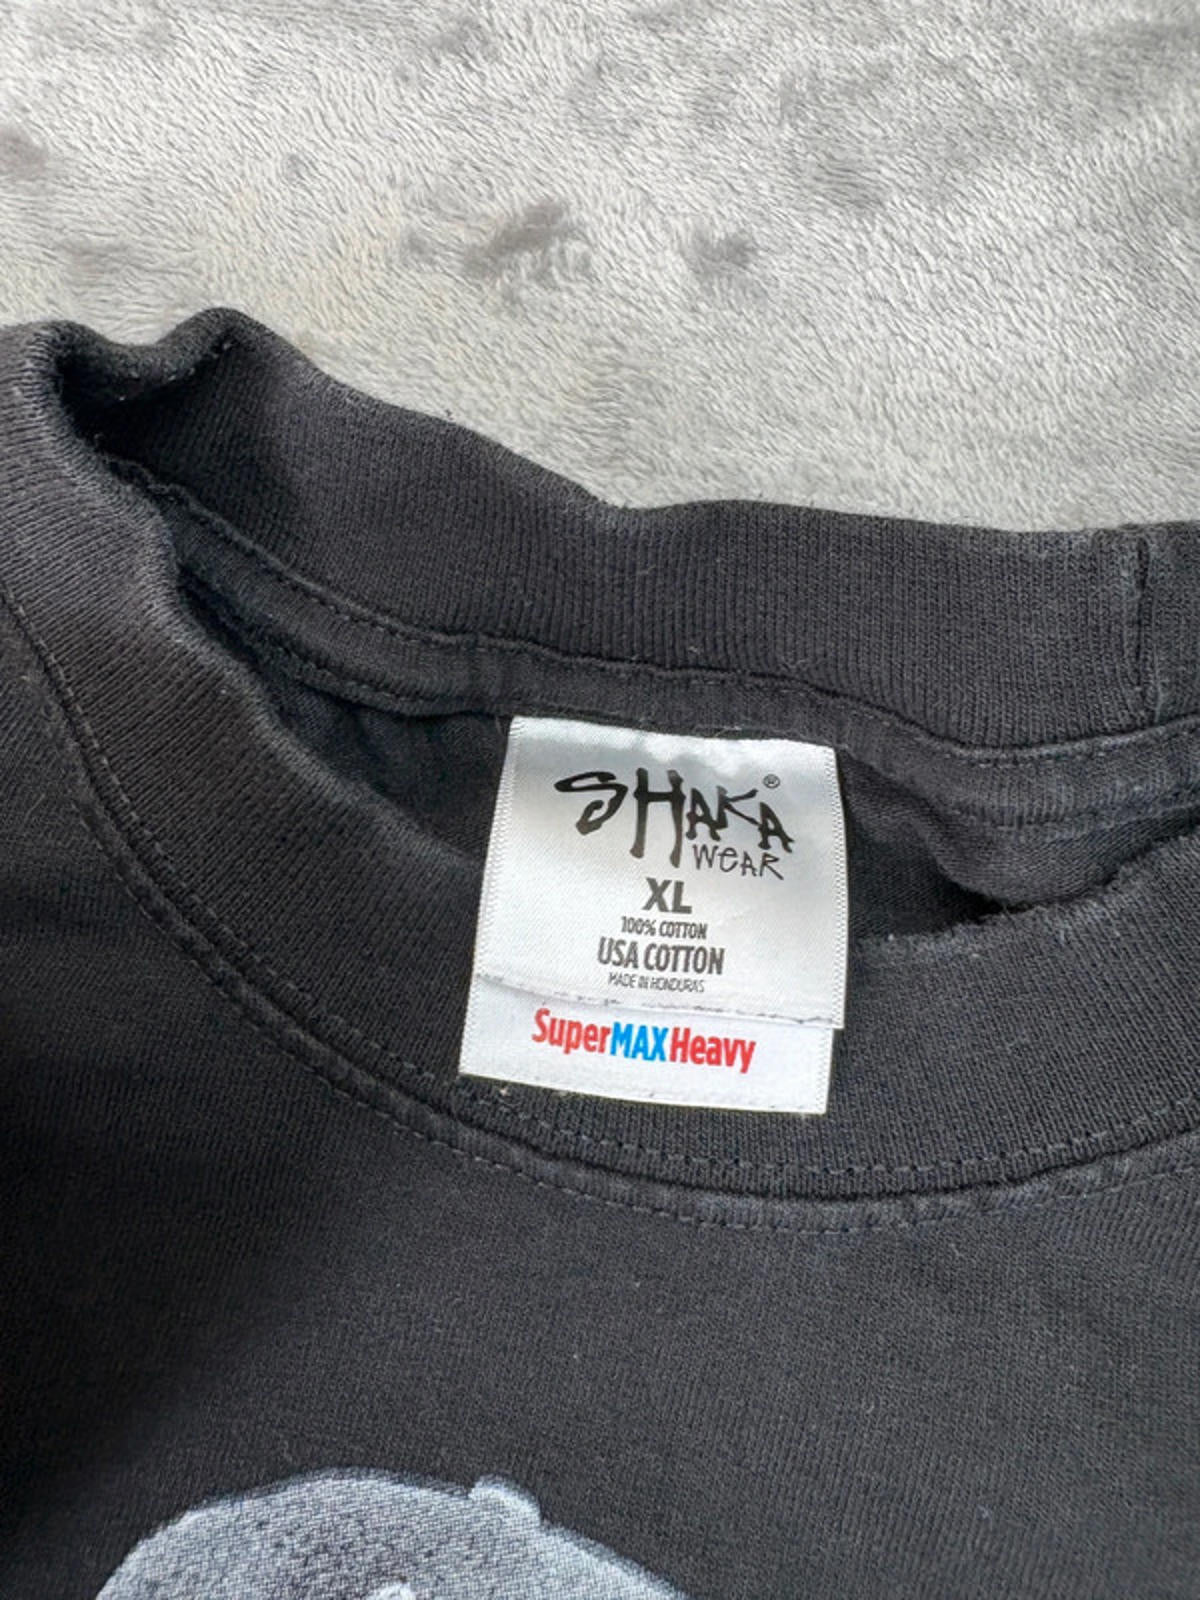 SHAKA ®
WEAR
XL
100% COTTON
USA COTTON
MADE IN HONDURAS
SuperMAXHeavy